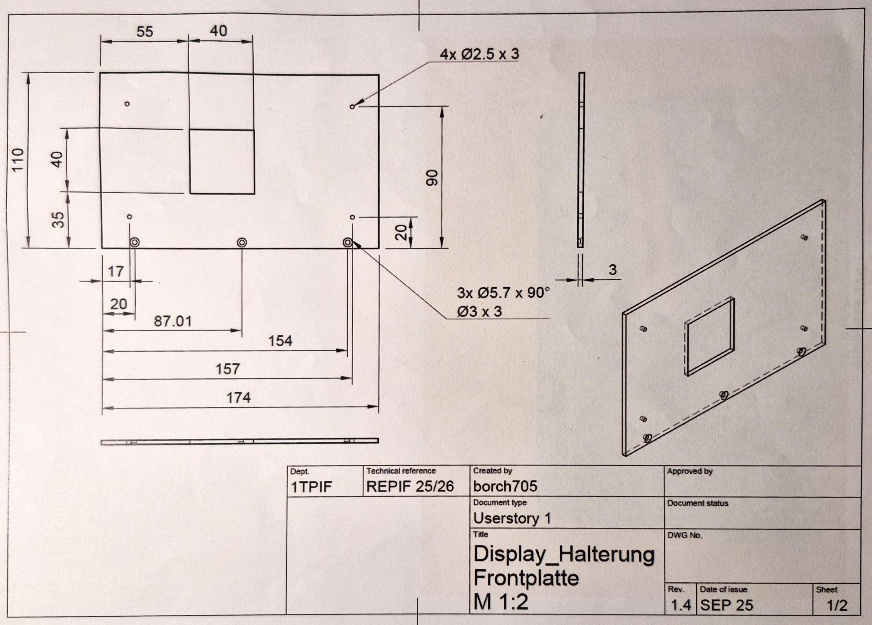 55
40
4x Ø2.5 x 3
110
40
35
90
20
17
20
87.01
154
157
174
3x Ø5.7 x 90°
Ø3 x 3
3
Dept.
1TPIF
Technical reference
REPIF 25/26
Created by
borch705
Approved by
Document type
Userstory 1
Document status
Title
Display_Halterung
Frontplatte
M 1:2
DWG No.
Rev.
1.4
Date of issue
SEP 25
Sheet
1/2